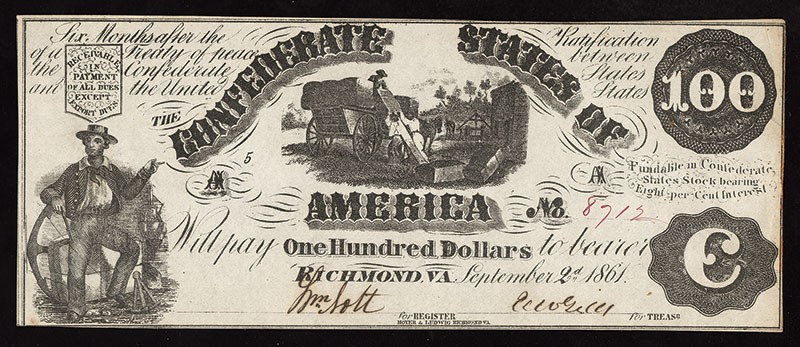 Six Months after the Ratification
of a Treaty of peace between
the Confederate States
and the United States
RECEIVABLE
IN
PAYMENT
OF ALL DUES
EXCEPT
EXPORT DUES
THE CONFEDERATE STATES OF
AMERICA
100
5
A
A
No. 8712
Fundable in Confederate
States Stock bearing
Eight per Cent Interest
Will pay One Hundred Dollars to bearer
RICHMOND, VA September 2d 1861.
C
Wm Sott
For REGISTER
For TREASR
HOYER & LUDWIG RICHMOND VA.